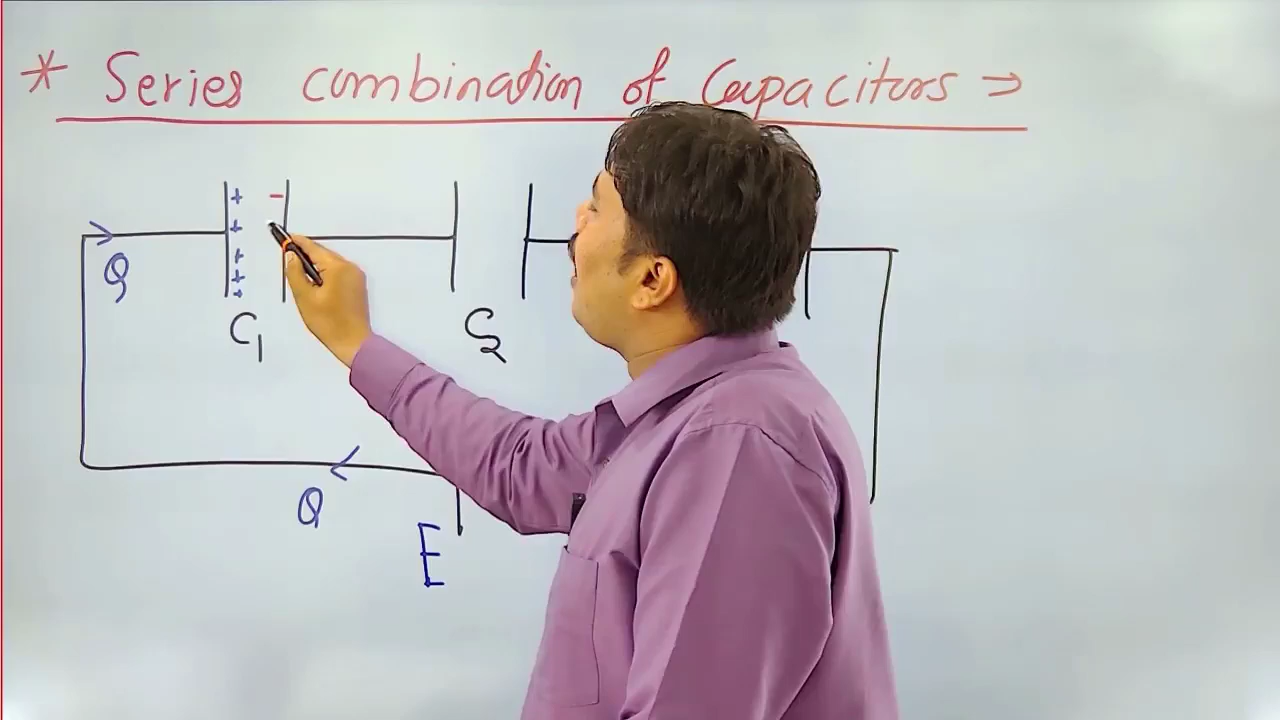 * Series combination of Capacitors ⇒
+ -
+
+
+
+
Q
C1
C2
Q
E